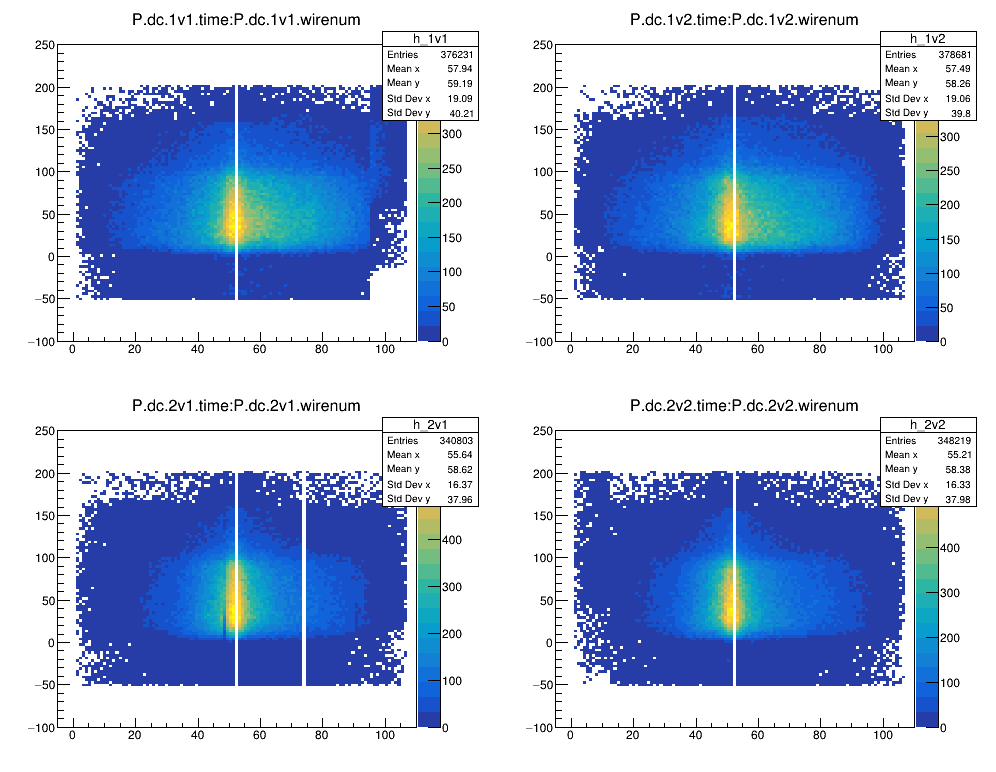 P.dc.1v1.time:P.dc.1v1.wirenum
h_1v1
Entries 376231
Mean x 57.94
Mean y 59.19
Std Dev x 19.09
Std Dev y 40.21
250
200
150
100
50
0
−50
−100
0 20 40 60 80 100
300
250
200
150
100
50
0
P.dc.1v2.time:P.dc.1v2.wirenum
h_1v2
Entries 378681
Mean x 57.49
Mean y 58.26
Std Dev x 19.06
Std Dev y 39.8
250
200
150
100
50
0
−50
−100
0 20 40 60 80 100
300
250
200
150
100
50
0
P.dc.2v1.time:P.dc.2v1.wirenum
h_2v1
Entries 340803
Mean x 55.64
Mean y 58.62
Std Dev x 16.37
Std Dev y 37.96
250
200
150
100
50
0
−50
−100
0 20 40 60 80 100
400
300
200
100
0
P.dc.2v2.time:P.dc.2v2.wirenum
h_2v2
Entries 348219
Mean x 55.21
Mean y 58.38
Std Dev x 16.33
Std Dev y 37.98
250
200
150
100
50
0
−50
−100
0 20 40 60 80 100
400
300
200
100
0